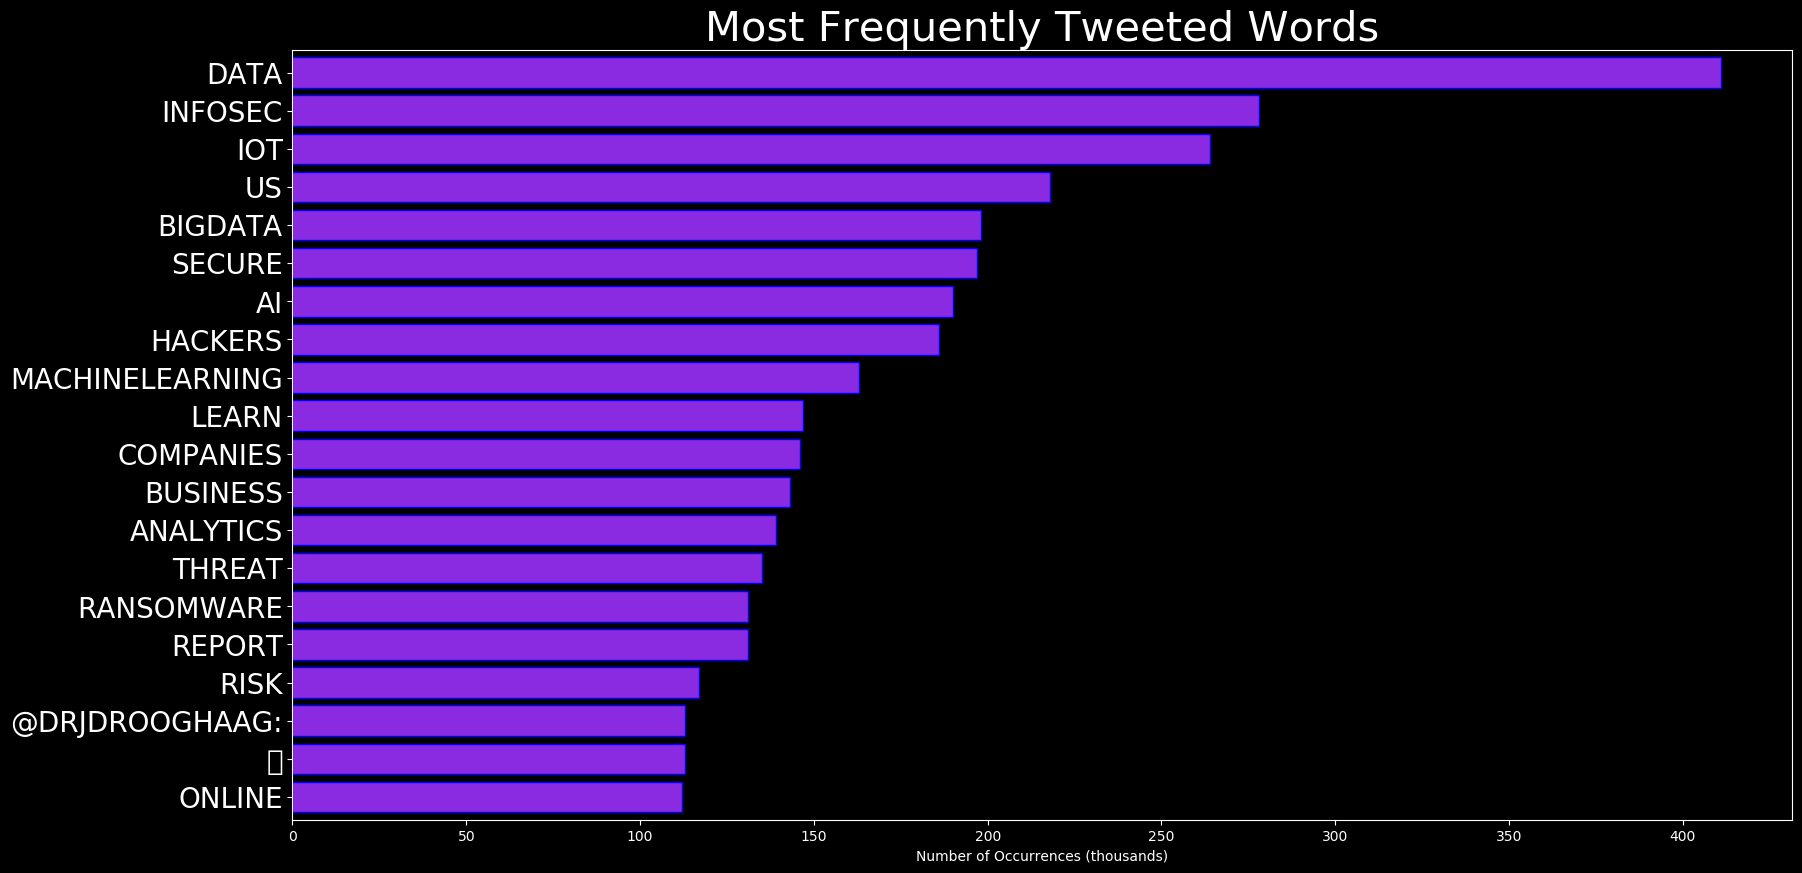 Most Frequently Tweeted Words
DATA
INFOSEC
IOT
US
BIGDATA
SECURE
AI
HACKERS
MACHINELEARNING
LEARN
COMPANIES
BUSINESS
ANALYTICS
THREAT
RANSOMWARE
REPORT
RISK
@DRJDROOGHAAG:
ONLINE
0 50 100 150 200 250 300 350 400
Number of Occurrences (thousands)